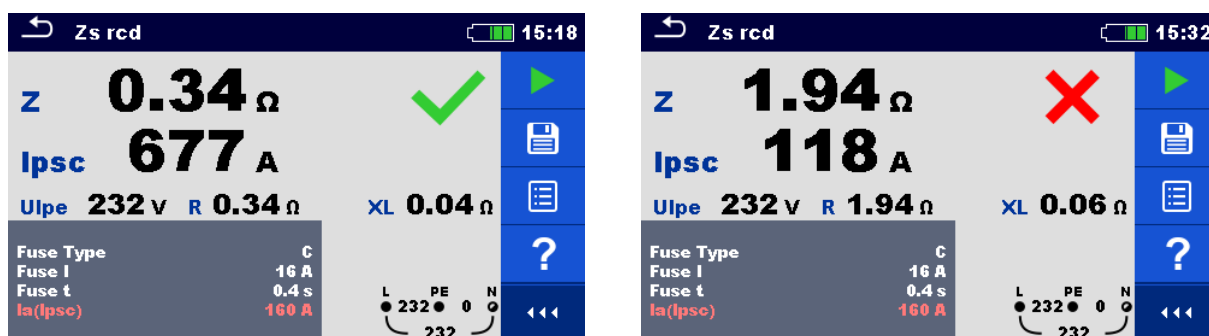 Zs rcd 15:18
Z 0.34 Ω
Ipsc 677 A
Ulpe 232 V R 0.34 Ω XL 0.04 Ω
Fuse Type C
Fuse I 16 A
Fuse t 0.4 s
Ia(Ipsc) 160 A
?
L PE N
232 0
232
Zs rcd 15:32
Z 1.94 Ω
Ipsc 118 A
Ulpe 232 V R 1.94 Ω XL 0.06 Ω
Fuse Type C
Fuse I 16 A
Fuse t 0.4 s
Ia(Ipsc) 160 A
?
L PE N
232 0
232